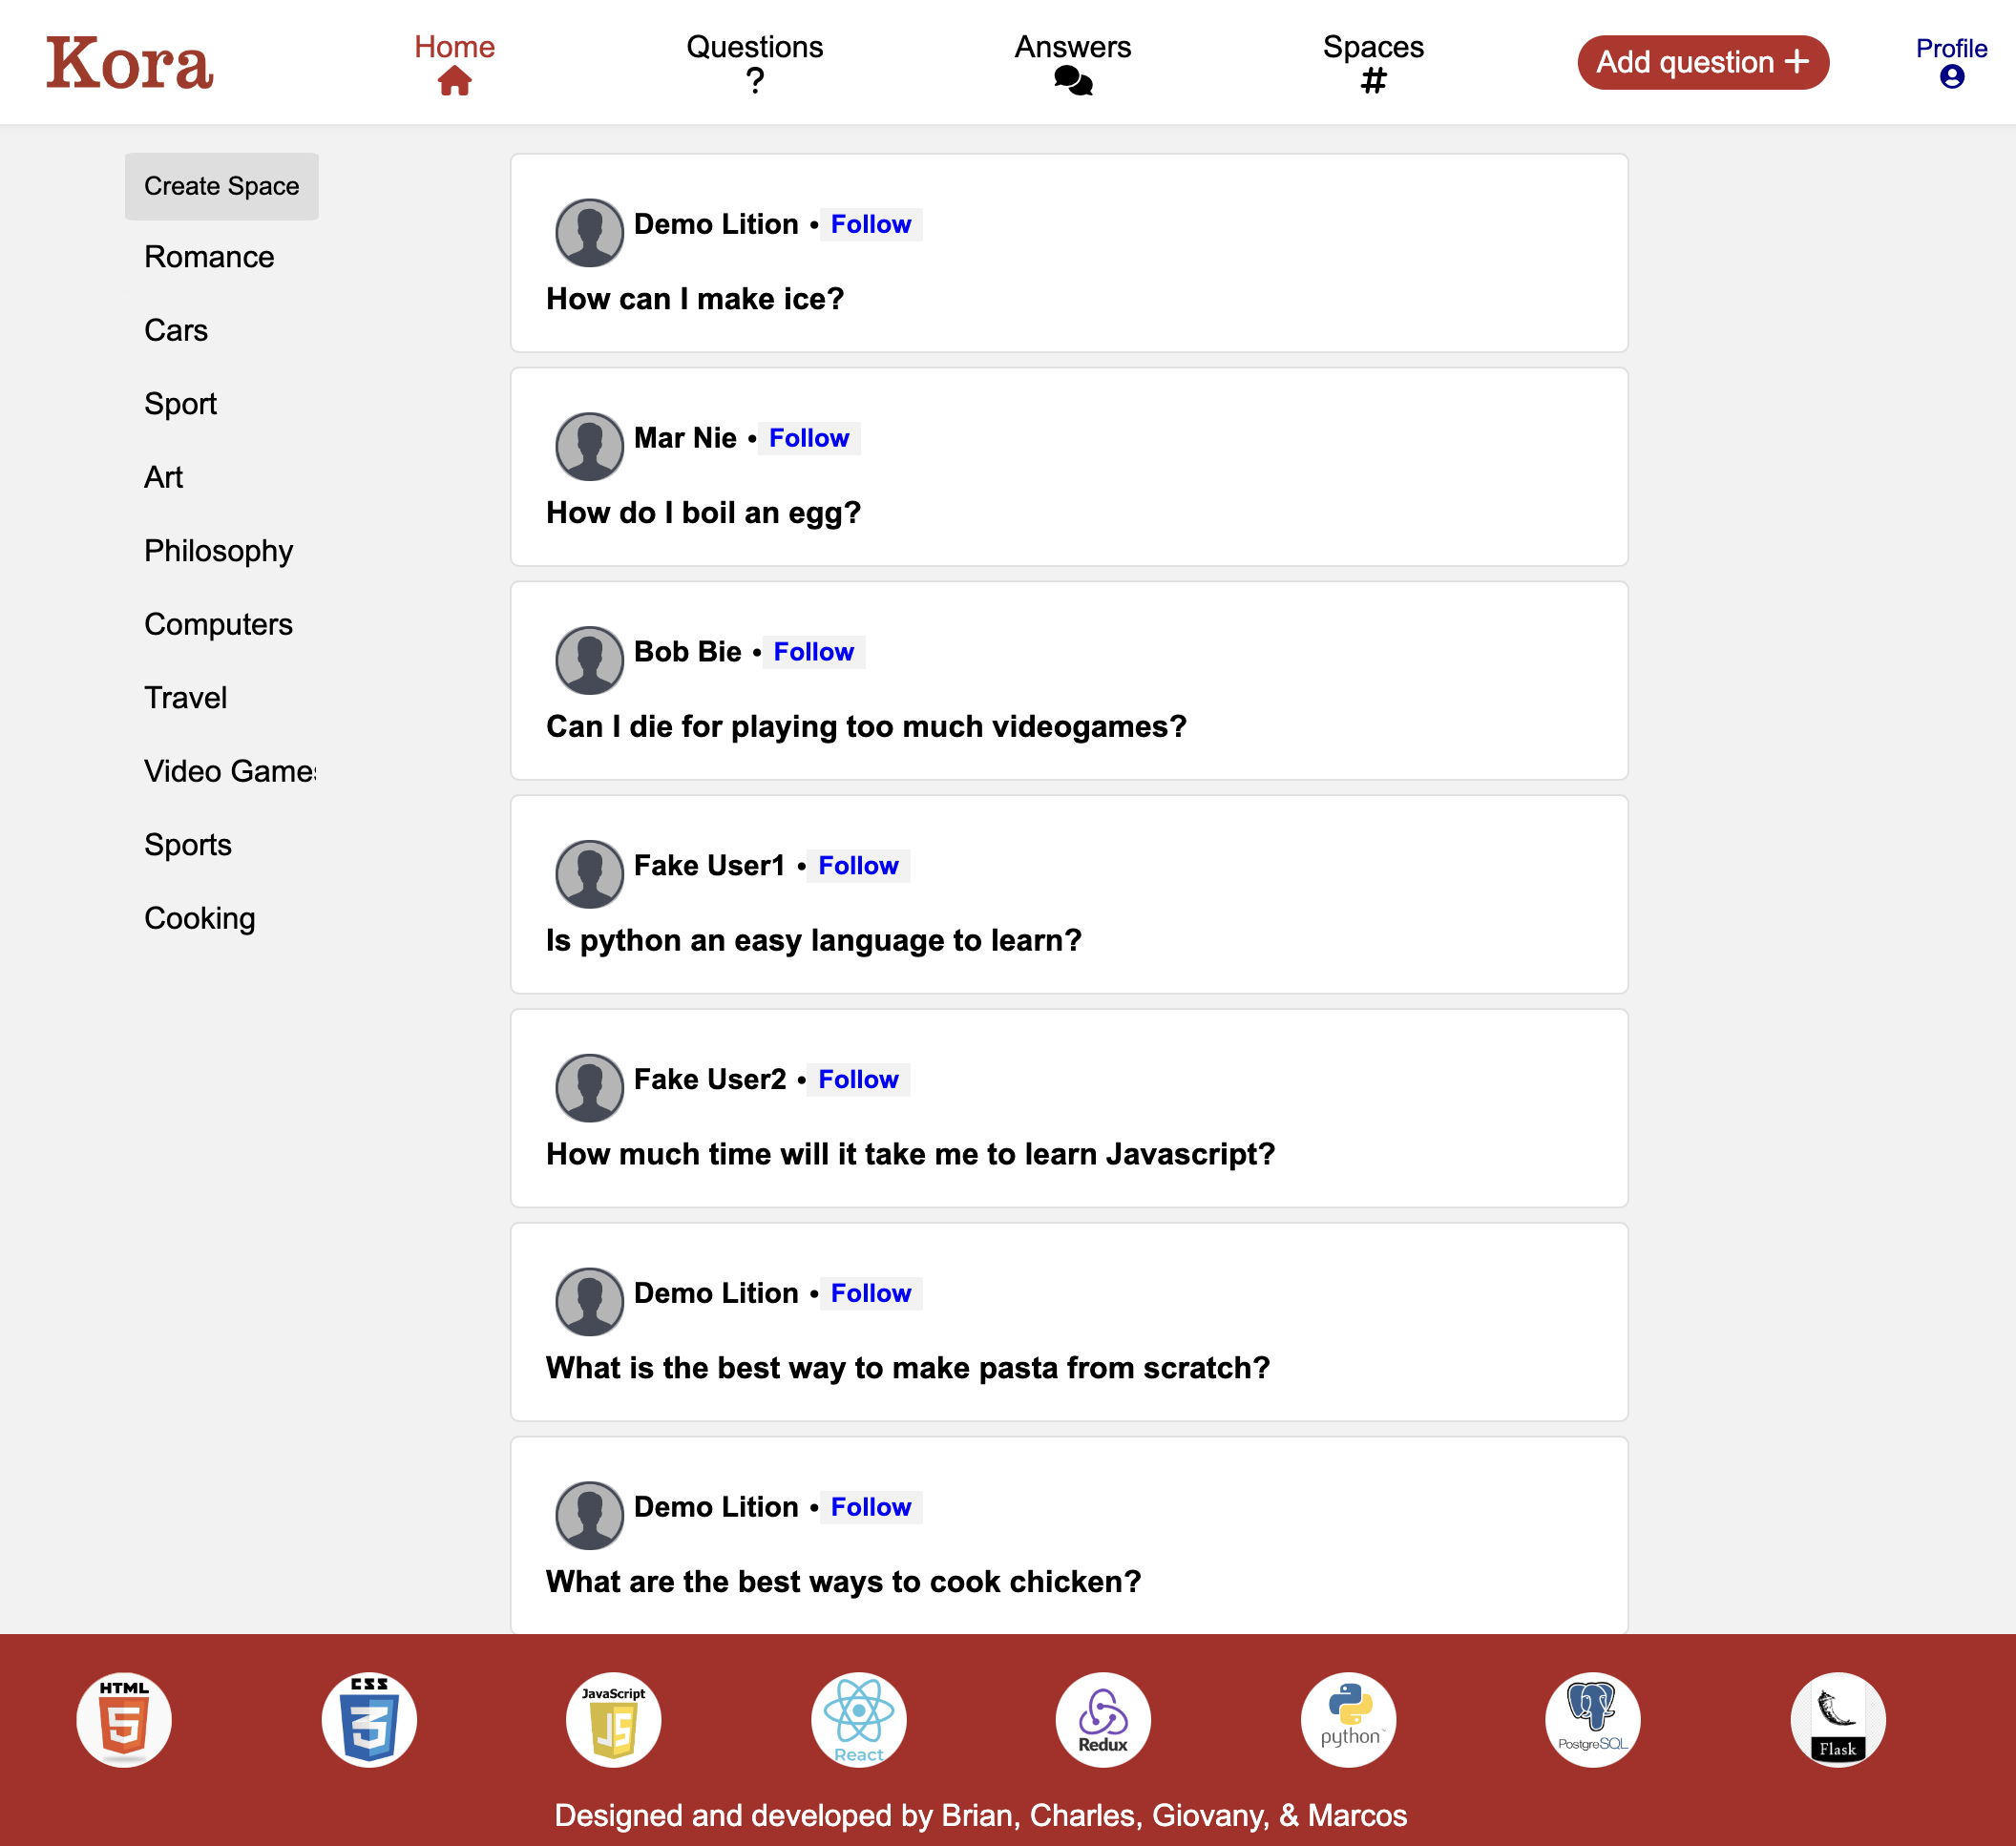 Kora
Home
Questions
?
Answers
Spaces
#
Add question +
Profile
Create Space
Romance
Cars
Sport
Art
Philosophy
Computers
Travel
Video Games
Sports
Cooking
Demo Lition • Follow
How can I make ice?
Mar Nie • Follow
How do I boil an egg?
Bob Bie • Follow
Can I die for playing too much videogames?
Fake User1 • Follow
Is python an easy language to learn?
Fake User2 • Follow
How much time will it take me to learn Javascript?
Demo Lition • Follow
What is the best way to make pasta from scratch?
Demo Lition • Follow
What are the best ways to cook chicken?
HTML
5
CSS
3
JavaScript
JS
React
Redux
python™
PostgreSQL
Flask
Designed and developed by Brian, Charles, Giovany, & Marcos